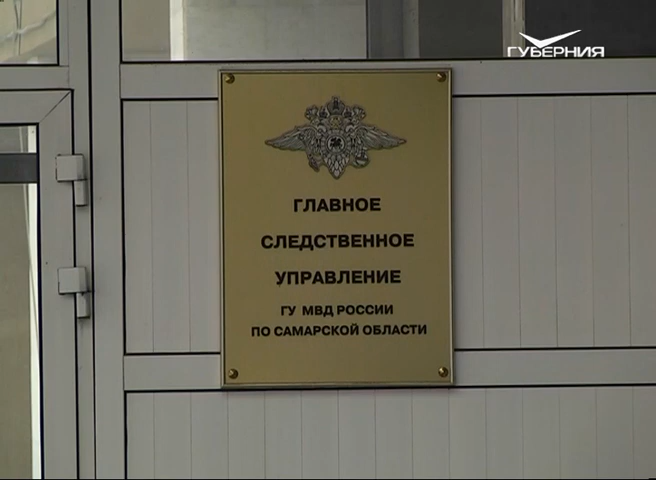 ГУБЕРНИЯ
ГЛАВНОЕ
СЛЕДСТВЕННОЕ
УПРАВЛЕНИЕ
ГУ МВД РОССИИ
ПО САМАРСКОЙ ОБЛАСТИ